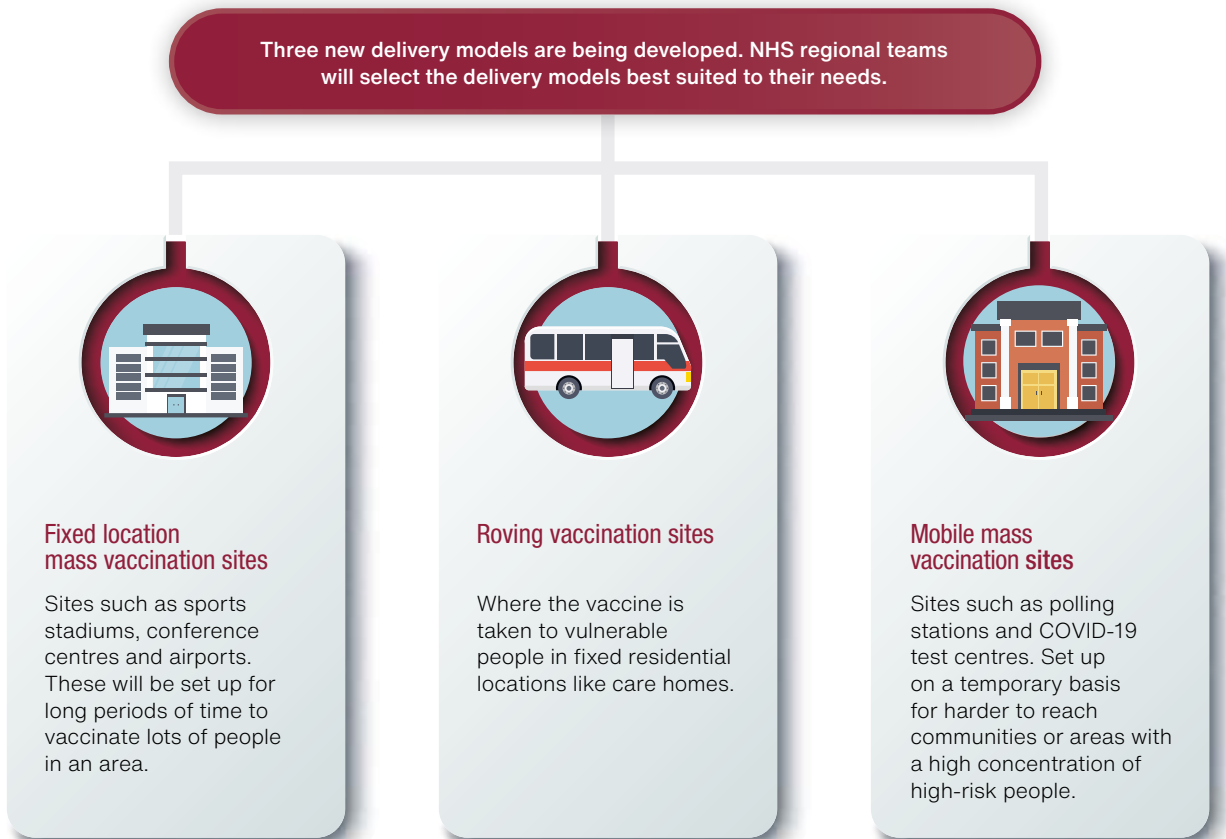 Three new delivery models are being developed. NHS regional teams
will select the delivery models best suited to their needs.
Fixed location
mass vaccination sites
Sites such as sports
stadiums, conference
centres and airports.
These will be set up for
long periods of time to
vaccinate lots of people
in an area.
Roving vaccination sites
Where the vaccine is
taken to vulnerable
people in fixed residential
locations like care homes.
Mobile mass
vaccination sites
Sites such as polling
stations and COVID-19
test centres. Set up
on a temporary basis
for harder to reach
communities or areas with
a high concentration of
high-risk people.